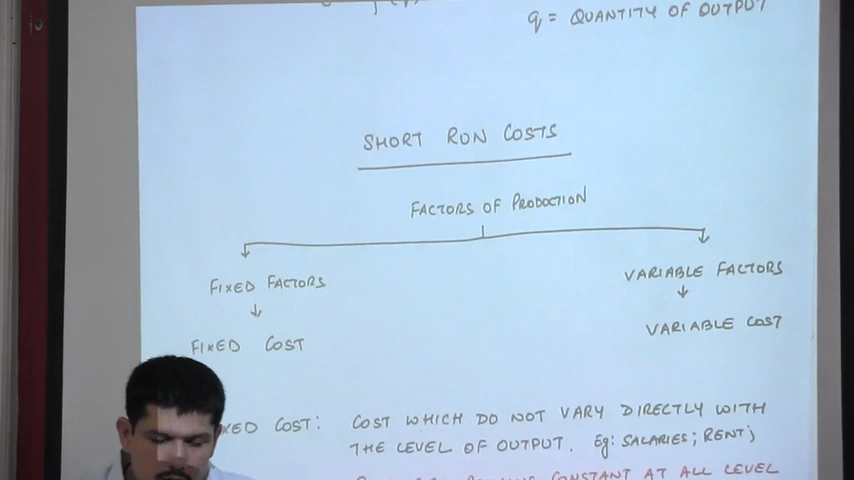 q = QUANTITY OF OUTPUT
SHORT RUN COSTS
FACTORS OF PRODUCTION
FIXED FACTORS
VARIABLE FACTORS
FIXED COST
VARIABLE COST
COST: COST WHICH DO NOT VARY DIRECTLY WITH
THE LEVEL OF OUTPUT. Eg: SALARIES; RENT;
CONSTANT AT ALL LEVEL